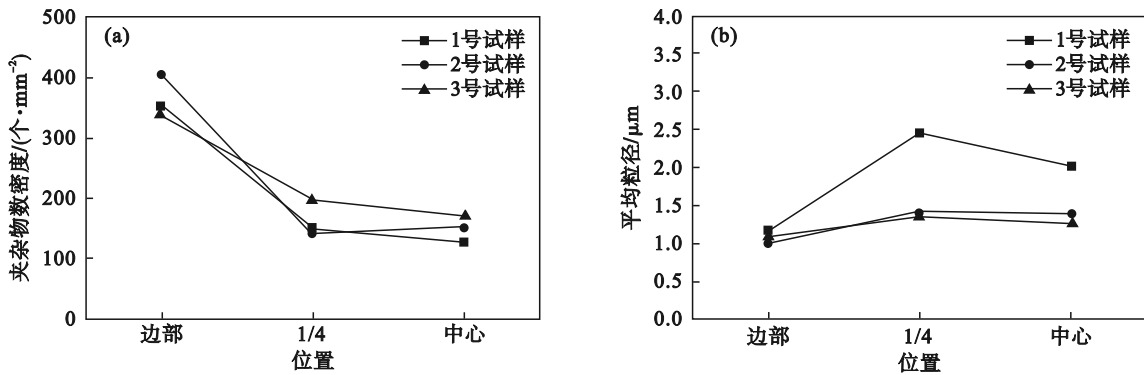 (a)
1号试样
2号试样
3号试样
夹杂物数密度/(个·mm⁻²)
500
400
300
200
100
0
边部
1/4
中心
位置
(b)
1号试样
2号试样
3号试样
平均粒径/μm
4.0
3.5
3.0
2.5
2.0
1.5
1.0
0.5
0.0
边部
1/4
中心
位置